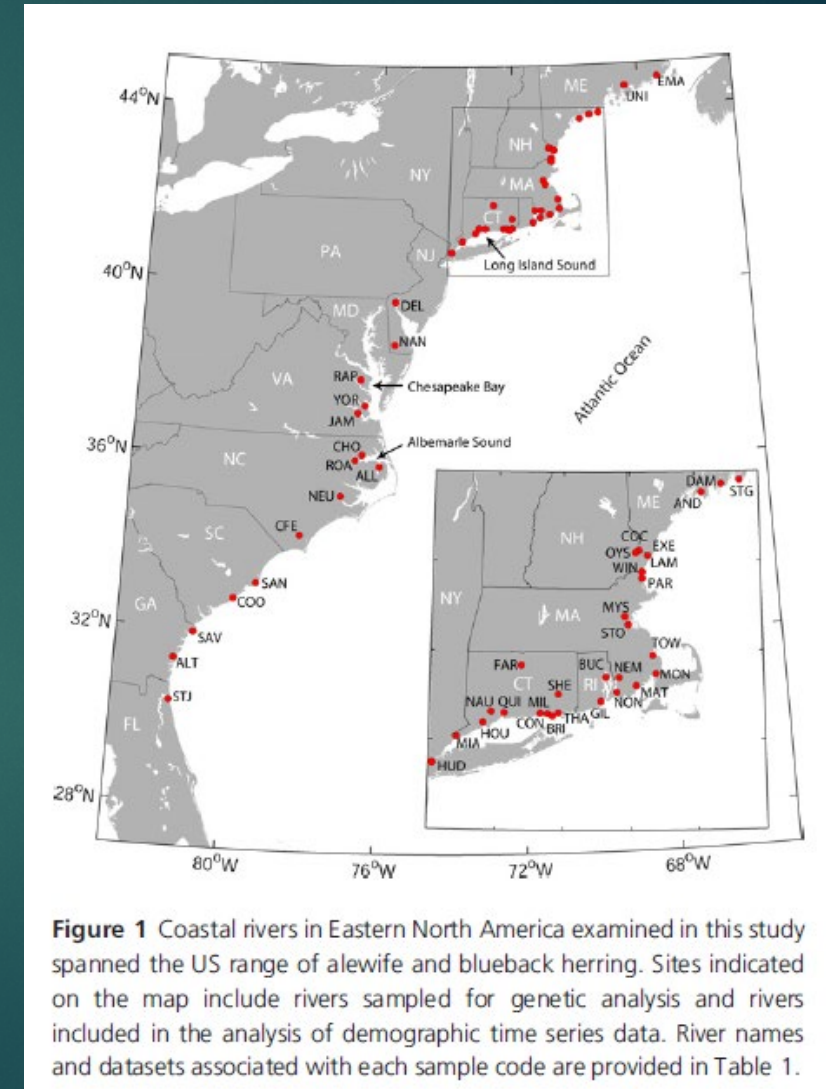 44°N
ME
EMA
UNI
NH
NY
MA
CT
Long Island Sound
PA
NJ
40°N
MD
DEL
NAN
RAP
Chesapeake Bay
VA
YOR
JAM
Atlantic Ocean
36°N
CHO
Albemarle Sound
NC
ROA
ALL
NEU
SC
CFE
SAN
GA
COO
32°N
SAV
ALT
STJ
FL
28°N
80°W
76°W
72°W
68°W
DAM
ME
STG
AND
NH
COC
OYS
EXE
WIN
LAM
PAR
NY
MA
MYS
STO
TOW
FAR
BUC
NEM
MON
CT
SHE
RI
MAT
NAU QUI MIL
NON
CON
THA
GIL
HOU
BRI
MIA
HUD
Figure 1 Coastal rivers in Eastern North America examined in this study
spanned the US range of alewife and blueback herring. Sites indicated
on the map include rivers sampled for genetic analysis and rivers
included in the analysis of demographic time series data. River names
and datasets associated with each sample code are provided in Table 1.